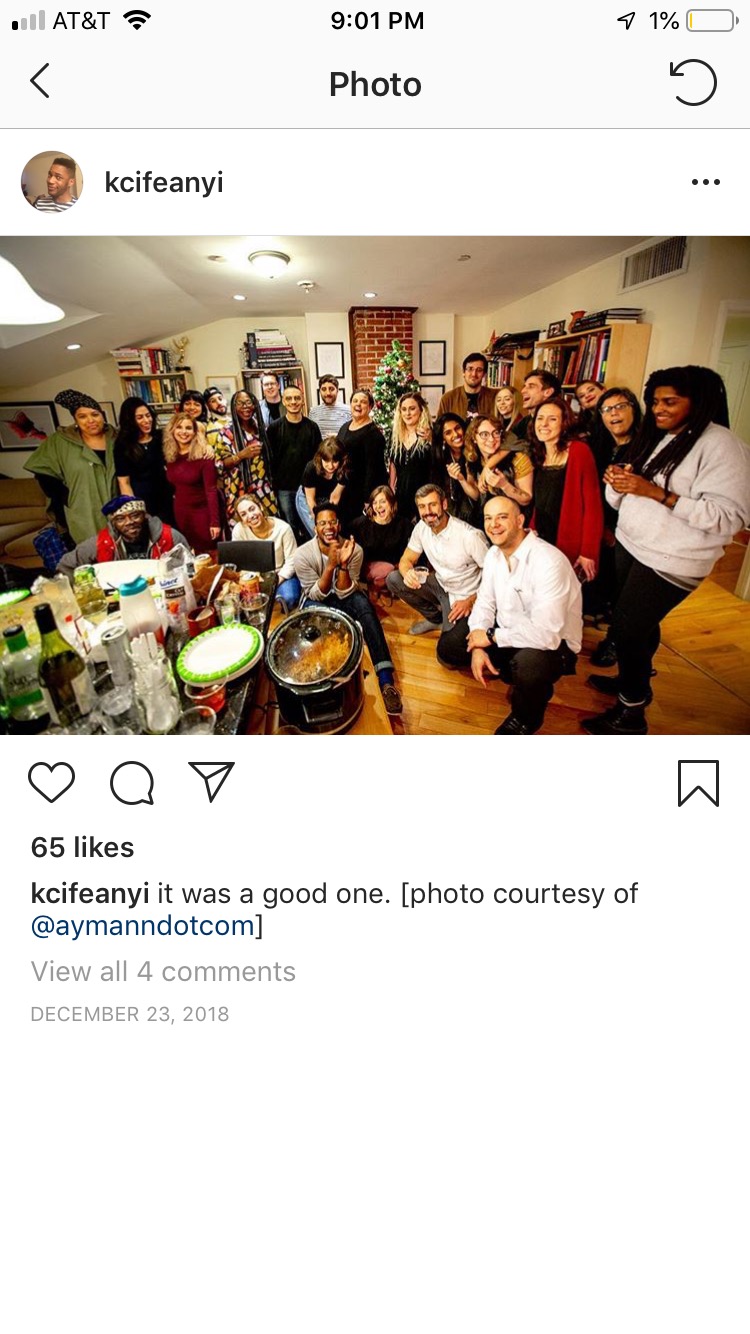 AT&T 9:01 PM 1%
Photo
kcifeanyi
65 likes
kcifeanyi it was a good one. [photo courtesy of
@aymanndotcom]
View all 4 comments
DECEMBER 23, 2018